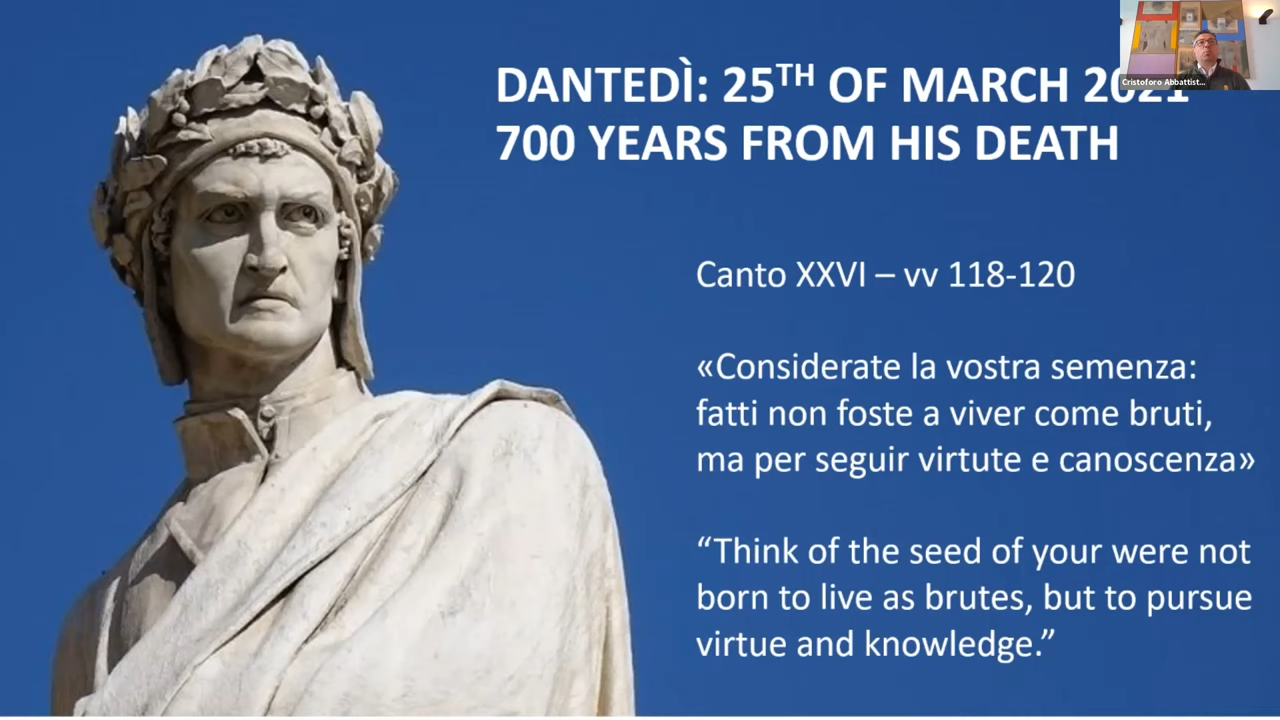 DANTEDÌ: 25TH OF MARCH 2021
700 YEARS FROM HIS DEATH
Cristoforo Abbattist...
Canto XXVI – vv 118-120
«Considerate la vostra semenza:
fatti non foste a viver come bruti,
ma per seguir virtute e canoscenza»
“Think of the seed of your were not
born to live as brutes, but to pursue
virtue and knowledge.”